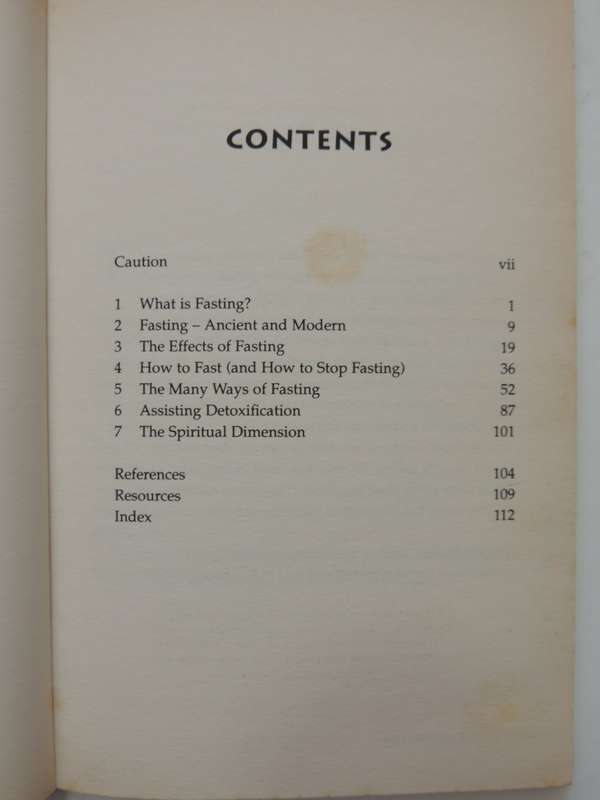 CONTENTS
Caution vii
1 What is Fasting? 1
2 Fasting – Ancient and Modern 9
3 The Effects of Fasting 19
4 How to Fast (and How to Stop Fasting) 36
5 The Many Ways of Fasting 52
6 Assisting Detoxification 87
7 The Spiritual Dimension 101
References 104
Resources 109
Index 112